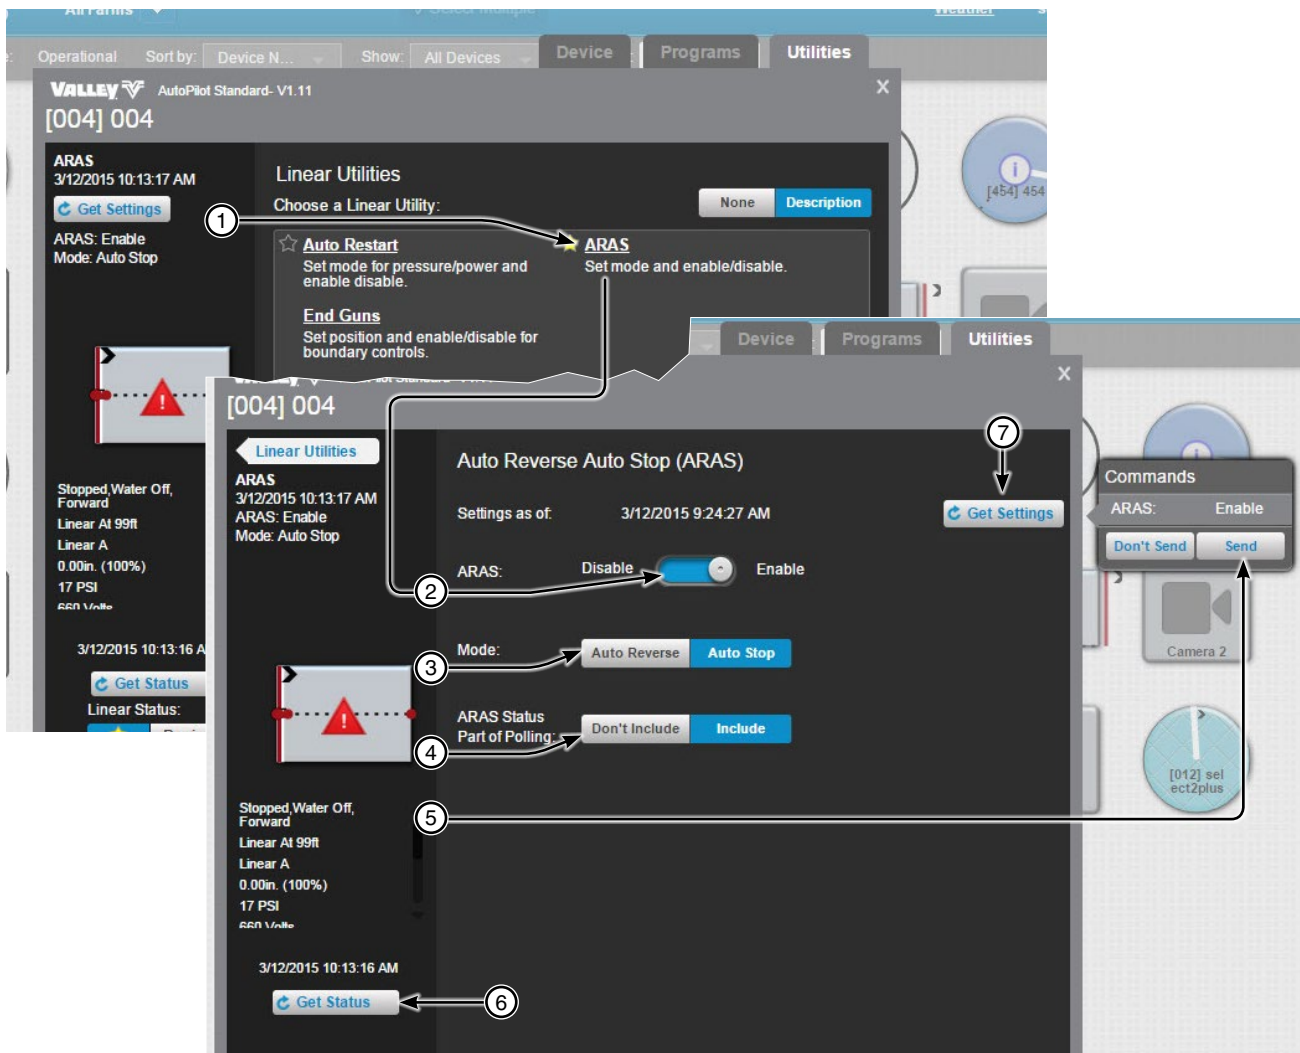 All Farms
Select Multiple
Weather
Operational Sort by: Device N... Show: All Devices
Device Programs Utilities
VALLEY AutoPilot Standard- V1.11
X
[004] 004
ARAS
3/12/2015 10:13:17 AM
Get Settings
ARAS: Enable
Mode: Auto Stop
Linear Utilities
Choose a Linear Utility:
None Description
1
Auto Restart
Set mode for pressure/power and
enable disable.
ARAS
Set mode and enable/disable.
End Guns
Set position and enable/disable for
boundary controls.
[454] 454
Stopped,Water Off,
Forward
Linear At 99ft
Linear A
0.00in. (100%)
17 PSI
660 Volts
3/12/2015 10:13:16 A
Get Status
Linear Status:
Device Programs Utilities
X
[004] 004
Linear Utilities
ARAS
3/12/2015 10:13:17 AM
ARAS: Enable
Mode: Auto Stop
Auto Reverse Auto Stop (ARAS)
7
Settings as of: 3/12/2015 9:24:27 AM
Get Settings
Commands
ARAS: Enable
Don't Send Send
2
ARAS: Disable Enable
3
Mode: Auto Reverse Auto Stop
4
ARAS Status
Part of Polling: Don't Include Include
5
Camera 2
[012] sel
ect2plus
Stopped,Water Off,
Forward
Linear At 99ft
Linear A
0.00in. (100%)
17 PSI
660 Volts
3/12/2015 10:13:16 AM
Get Status
6